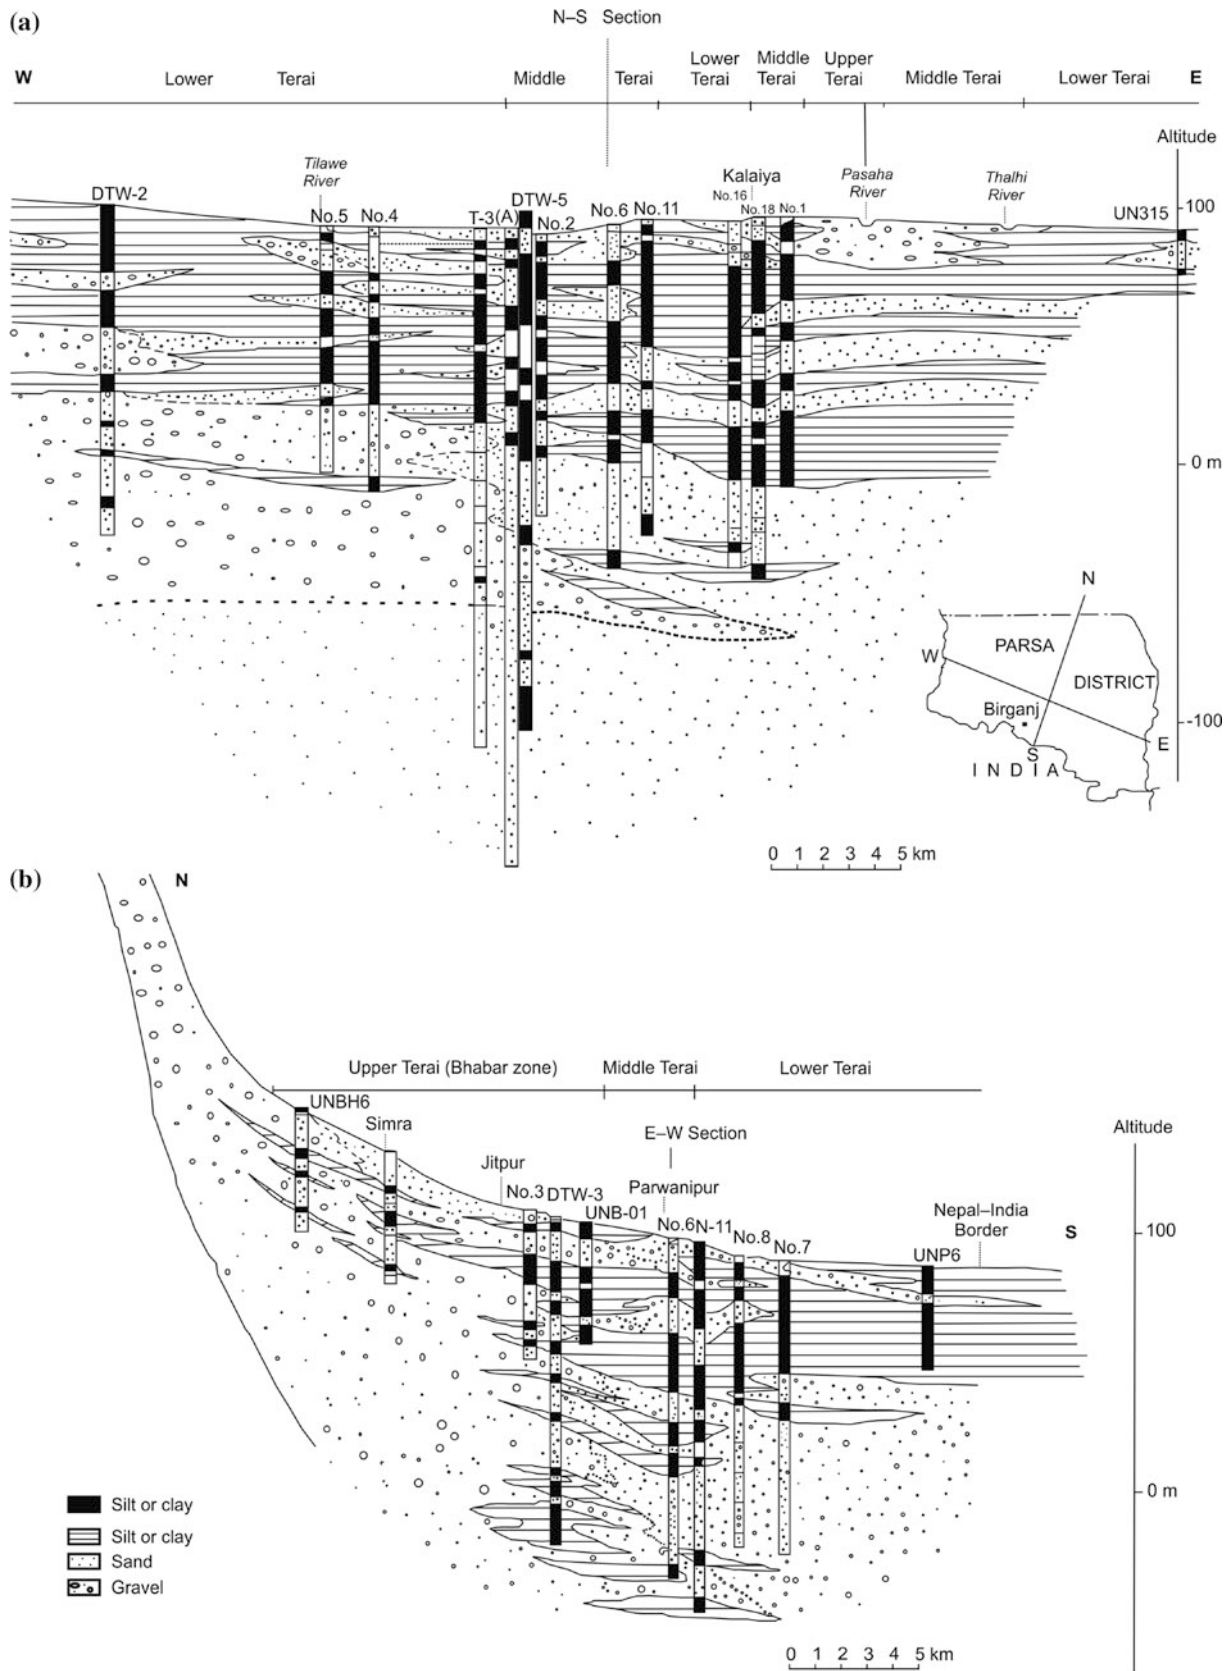 (a)
N–S Section
W
Lower Terai
Middle Terai
Lower
Terai
Middle
Terai
Upper
Terai
Middle Terai
Lower Terai
E
Altitude
Tilawe
River
Kalaiya
Pasaha
River
Thalhi
River
DTW-2
No.5
No.4
T-3(A)
DTW-5
No.2
No.6
No.11
No.16
No.18
No.1
UN315
100
0 m
-100
N
W
PARSA
DISTRICT
Birganj
S
E
INDIA
0 1 2 3 4 5 km
(b)
N
Upper Terai (Bhabar zone)
Middle Terai
Lower Terai
UNBH6
Simra
E–W Section
Altitude
Jitpur
Parwanipur
No.3
DTW-3
UNB-01
No.6
N-11
No.8
No.7
UNP6
Nepal–India
Border
S
100
0 m
Silt or clay
Silt or clay
Sand
Gravel
0 1 2 3 4 5 km